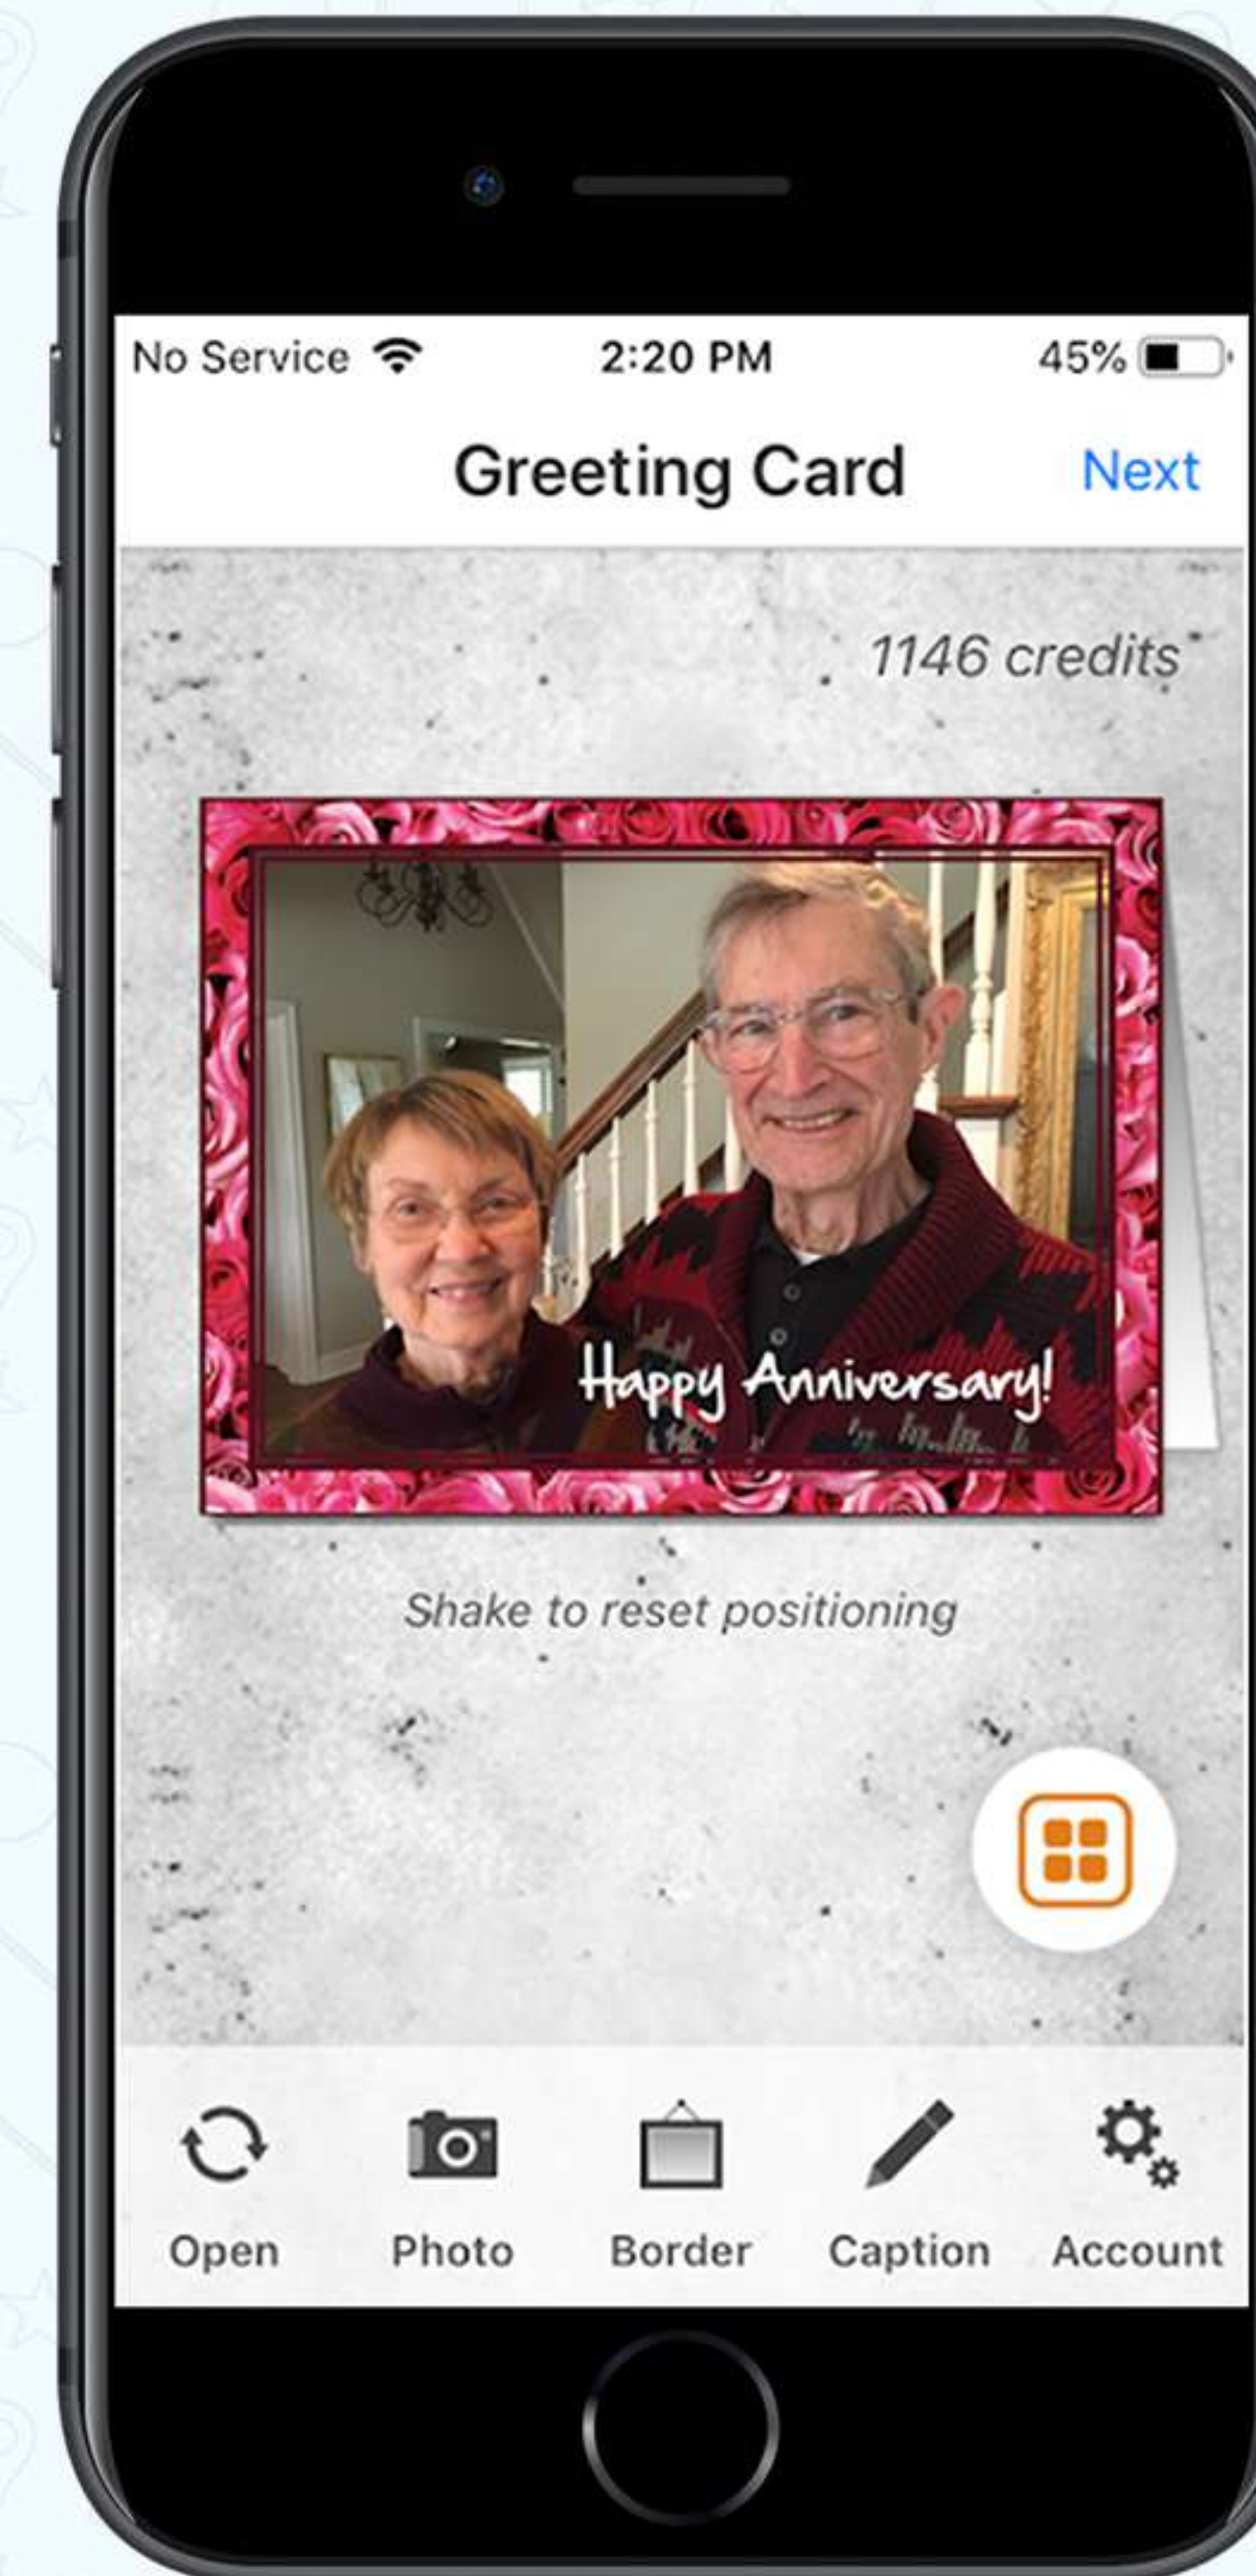 No Service 2:20 PM 45%
Greeting Card Next
1146 credits
Happy Anniversary!
Shake to reset positioning
Open Photo Border Caption Account